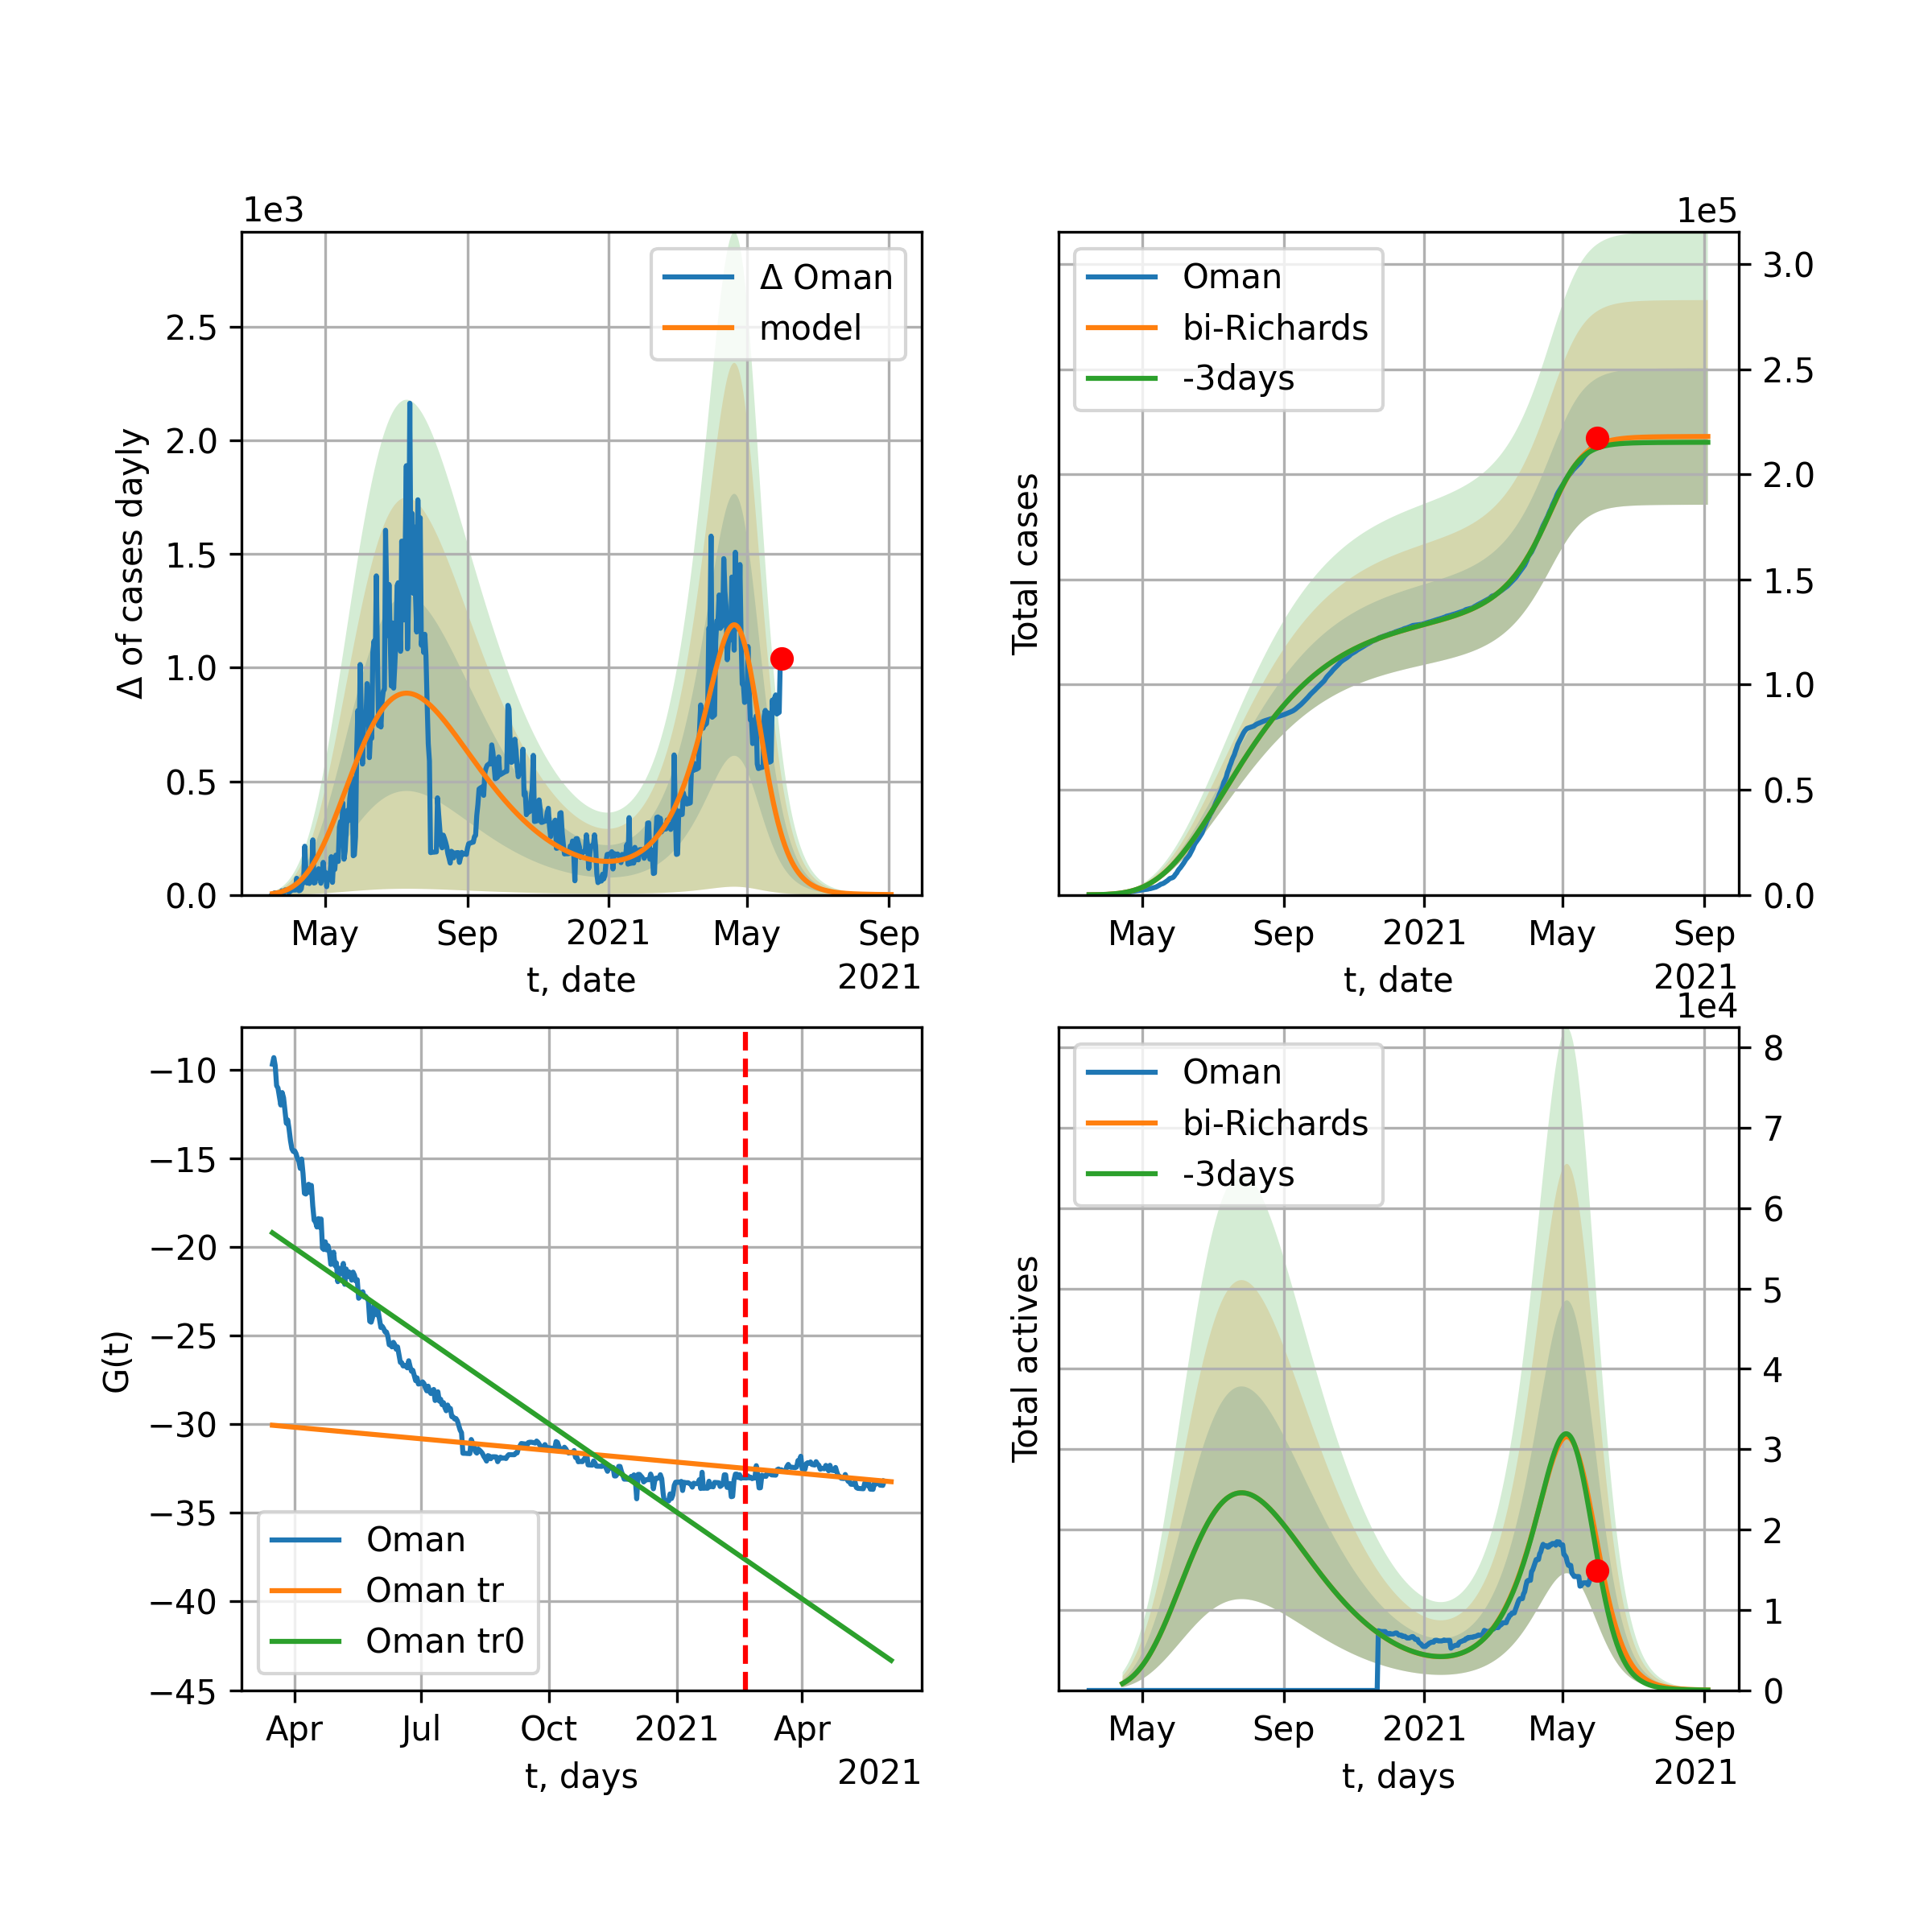 1e3
Δ of cases dayly
2.5
2.0
1.5
1.0
0.5
0.0
Δ Oman
model
May
Sep
2021
May
Sep
t, date
2021
1e5
Total cases
Oman
bi-Richards
-3days
3.0
2.5
2.0
1.5
1.0
0.5
0.0
May
Sep
2021
May
Sep
t, date
2021
G(t)
−10
−15
−20
−25
−30
−35
−40
−45
Oman
Oman tr
Oman tr0
Apr
Jul
Oct
2021
Apr
t, days
2021
1e4
Total actives
Oman
bi-Richards
-3days
8
7
6
5
4
3
2
1
0
May
Sep
2021
May
Sep
t, days
2021